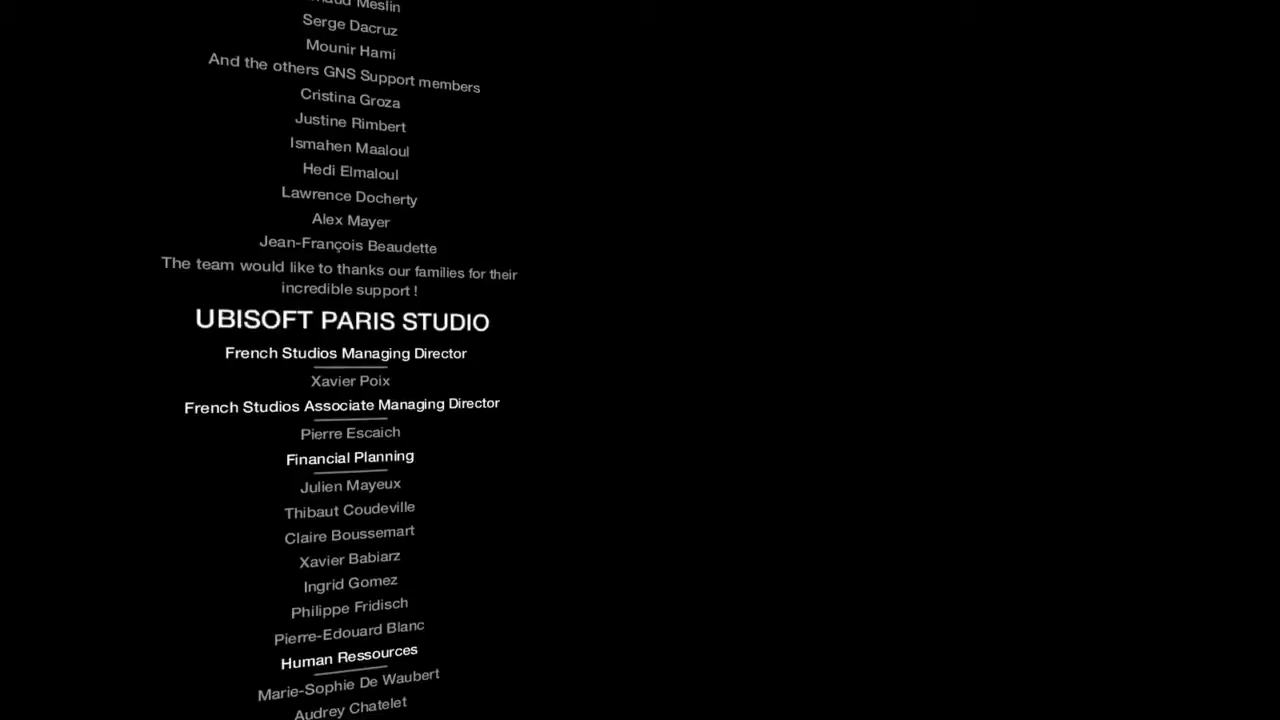 Meslin
Serge Dacruz
Mounir Hami
And the others GNS Support members
Cristina Groza
Justine Rimbert
Ismahen Maaloul
Hedi Elmaloul
Lawrence Docherty
Alex Mayer
Jean-François Beaudette
The team would like to thanks our families for their
incredible support !
UBISOFT PARIS STUDIO
French Studios Managing Director
Xavier Poix
French Studios Associate Managing Director
Pierre Escaich
Financial Planning
Julien Mayeux
Thibaut Coudeville
Claire Boussemart
Xavier Babiarz
Ingrid Gomez
Philippe Fridisch
Pierre-Edouard Blanc
Human Ressources
Marie-Sophie De Waubert
Audrey Chatelet